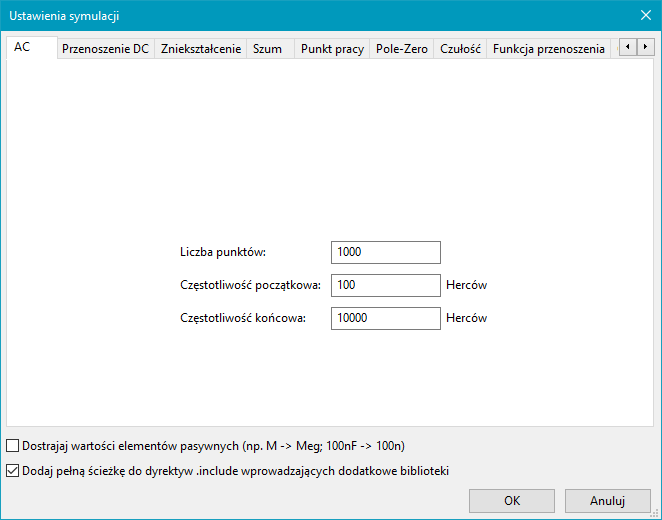 Ustawienia symulacji
AC Przenoszenie DC Zniekształcenie Szum Punkt pracy Pole-Zero Czułość Funkcja przenoszenia
Liczba punktów: 1000
Częstotliwość początkowa: 100 Herców
Częstotliwość końcowa: 10000 Herców
Dostrajaj wartości elementów pasywnych (np. M -> Meg; 100nF -> 100n)
Dodaj pełną ścieżkę do dyrektyw .include wprowadzających dodatkowe biblioteki
OK Anuluj